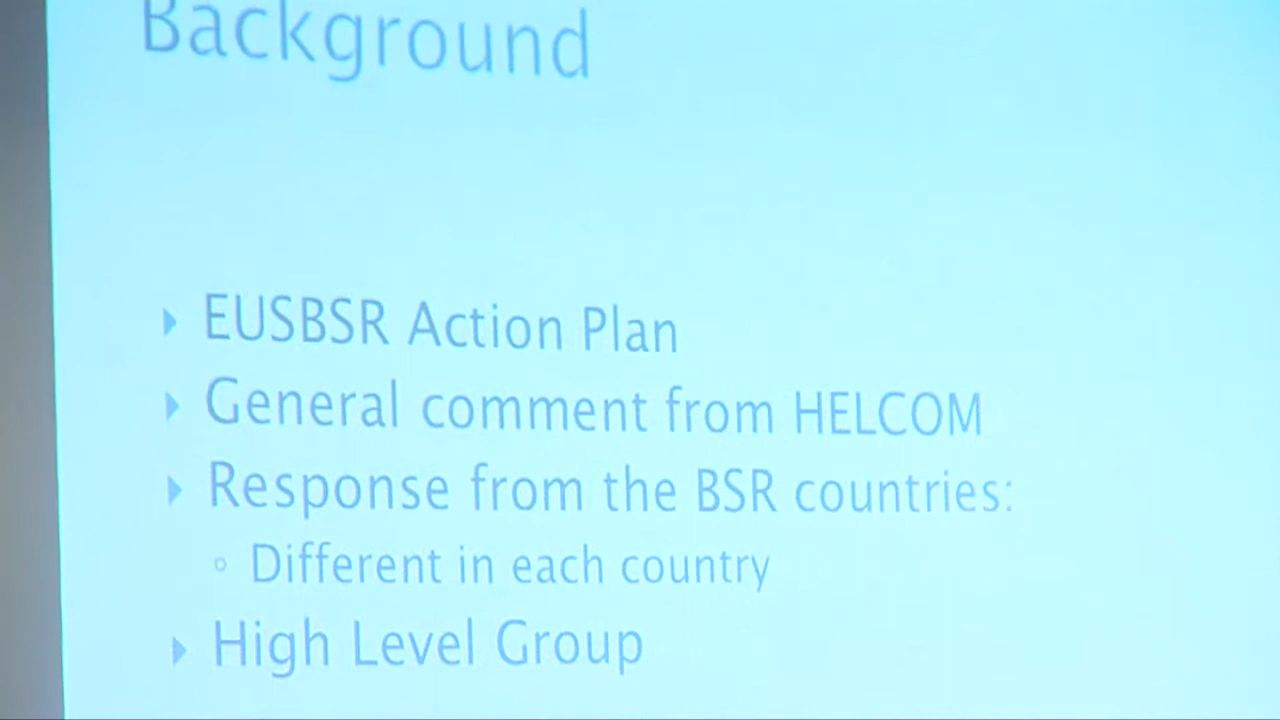 Background
EUSBSR Action Plan
General comment from HELCOM
Response from the BSR countries:
Different in each country
High Level Group